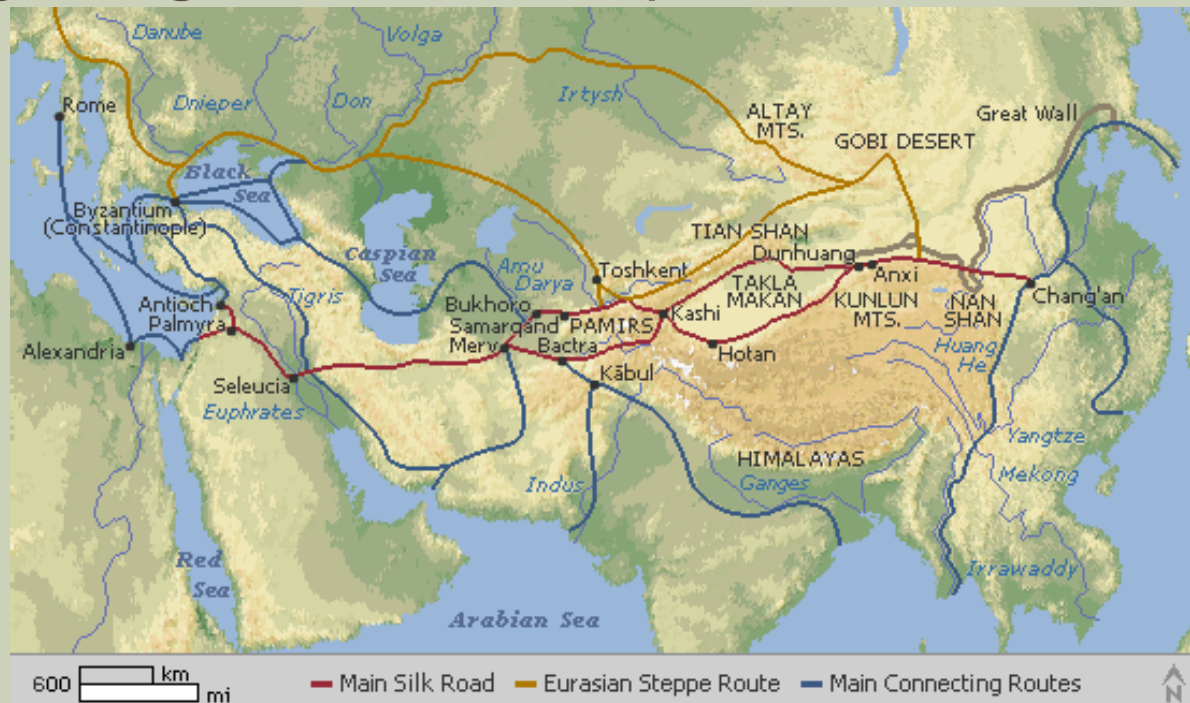 Danube
Volga
Rome
Dnieper
Don
Irtysh
ALTAY
MTS.
Great Wall
GOBI DESERT
Black
Sea
Byzantium
(Constantinople)
Caspian
Sea
TIAN SHAN
Dunhuang
Anxi
Amu
Darya
Toshkent
TAKLA
MAKAN
KUNLUN
MTS.
NAN
SHAN
Chang'an
Antioch
Tigris
Bukhoro
Samarqand
PAMIRS
Kashi
Palmyra
Merv
Bactra
Hotan
Huang
He
Alexandria
Seleucia
Kābul
Euphrates
Yangtze
HIMALAYAS
Indus
Ganges
Mekong
Red
Sea
Irrawaddy
Arabian Sea
600 km
mi
Main Silk Road
Eurasian Steppe Route
Main Connecting Routes
N